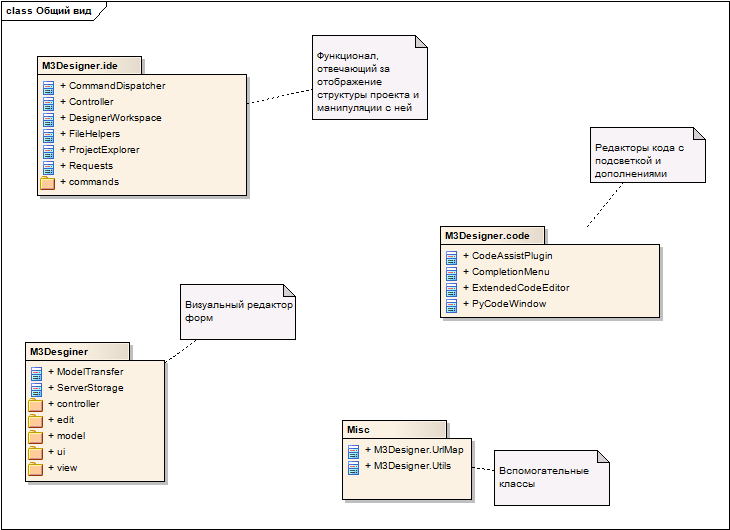 class Общий вид
M3Designer.ide
+ CommandDispatcher
+ Controller
+ DesignerWorkspace
+ FileHelpers
+ ProjectExplorer
+ Requests
+ commands
Функционал,
отвечающий за
отображение
структуры проекта и
манипуляции с ней
Редакторы кода с
подсветкой и
дополнениями
M3Designer.code
+ CodeAssistPlugin
+ CompletionMenu
+ ExtendedCodeEditor
+ PyCodeWindow
Визуальный редактор
форм
M3Desginer
+ ModelTransfer
+ ServerStorage
+ controller
+ edit
+ model
+ ui
+ view
Misc
+ M3Designer.UrlMap
+ M3Designer.Utils
Вспомогательные
классы